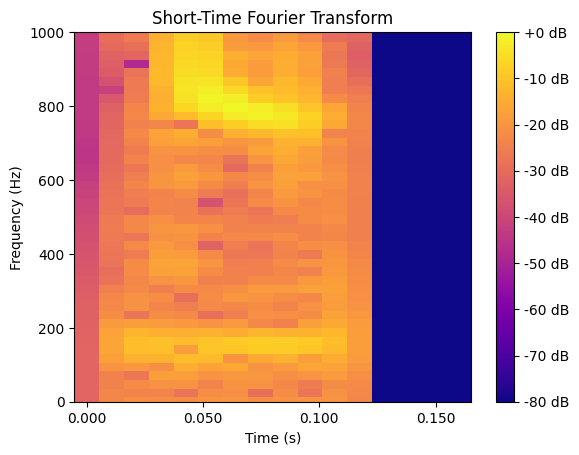 Short-Time Fourier Transform
1000
800
600
400
200
0
Frequency (Hz)
0.000
0.050
0.100
0.150
Time (s)
+0 dB
-10 dB
-20 dB
-30 dB
-40 dB
-50 dB
-60 dB
-70 dB
-80 dB